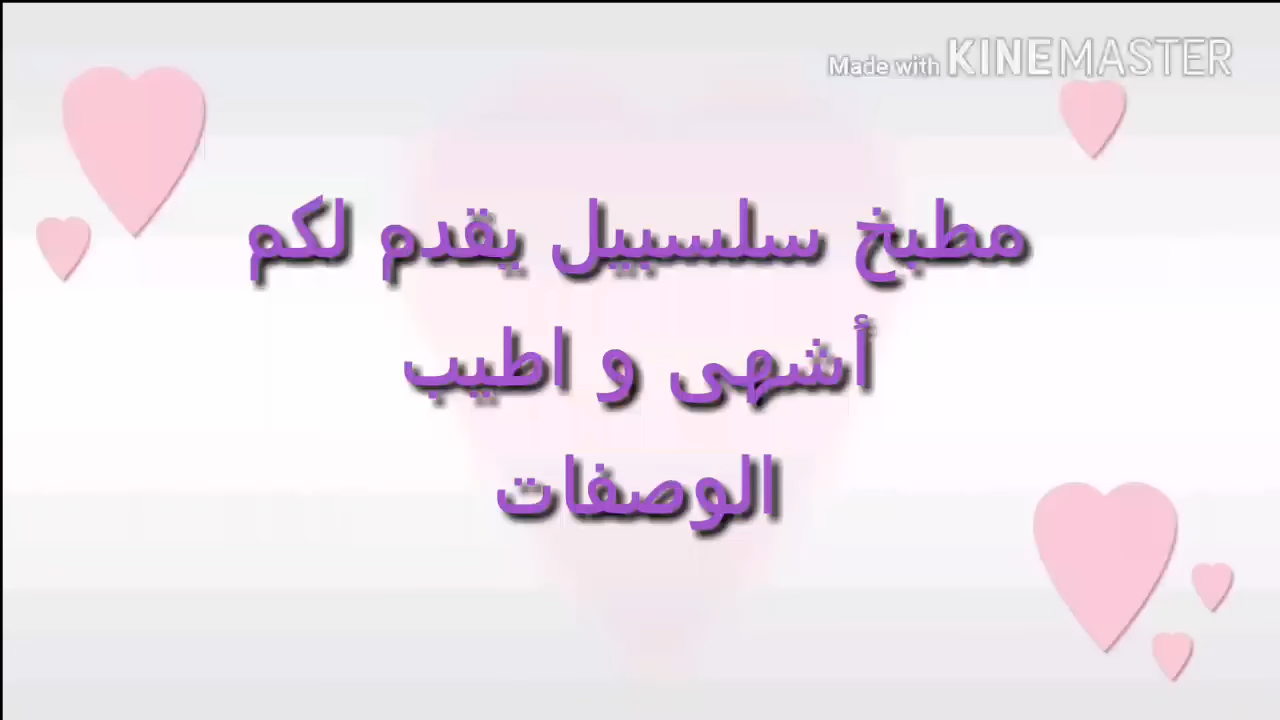 Made with KINEMASTER
مطبخ سلسبيل يقدم لكم
أشهى و اطيب
الوصفات